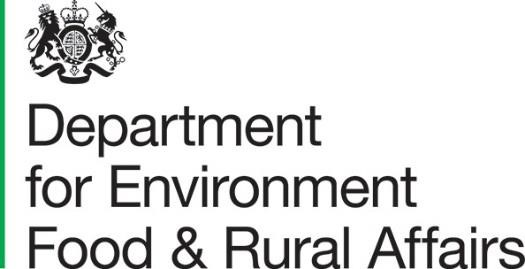 Department
for Environment
Food & Rural Affairs